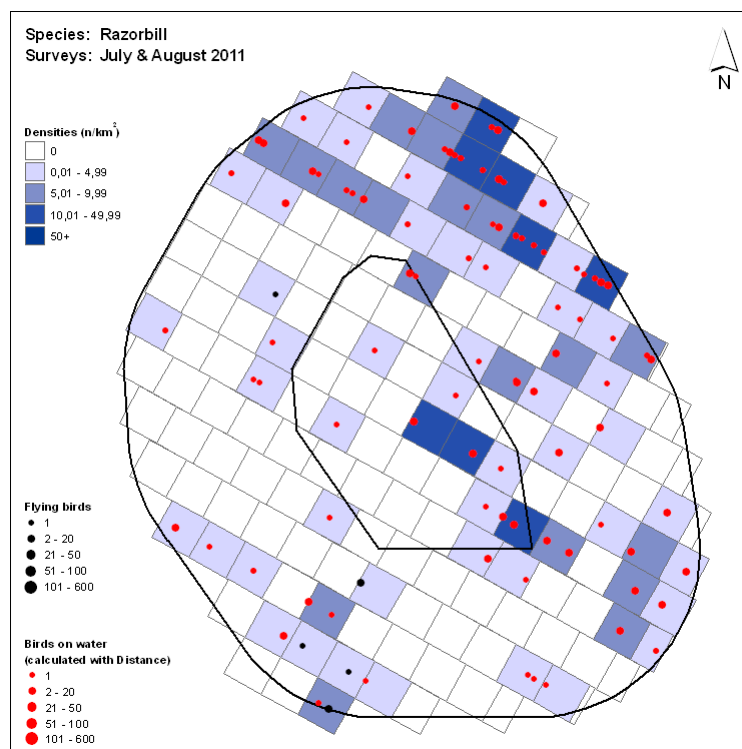 Species: Razorbill
Surveys: July & August 2011
N
Densities (n/km²)
0
0,01 - 4,99
5,01 - 9,99
10,01 - 49,99
50+
Flying birds
1
2 - 20
21 - 50
51 - 100
101 - 600
Birds on water
(calculated with Distance)
1
2 - 20
21 - 50
51 - 100
101 - 600